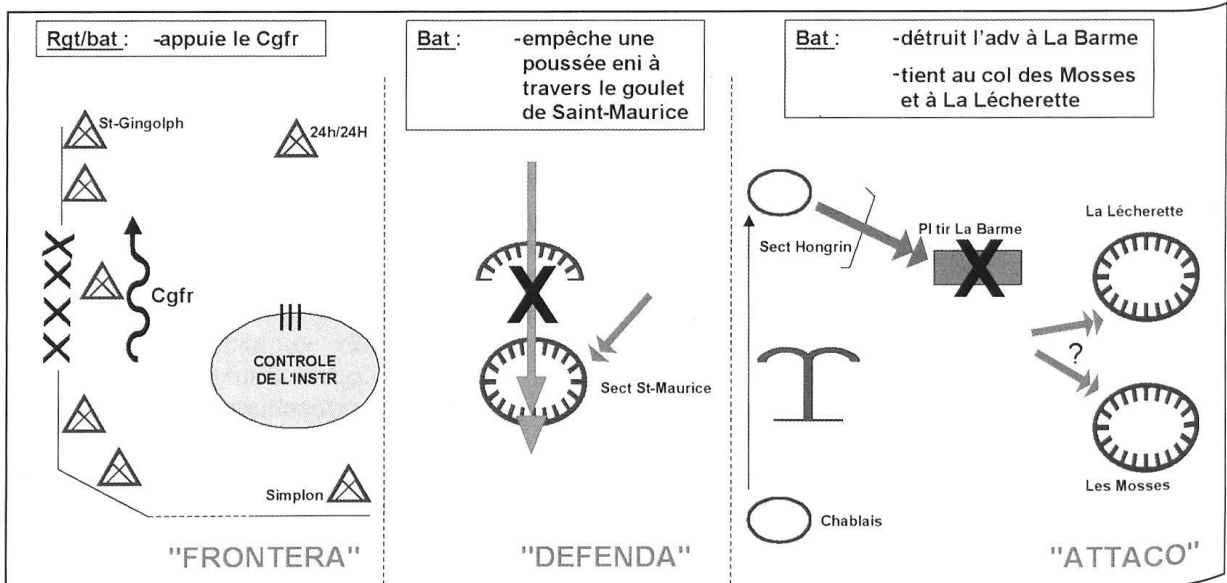 Rgt/bat : -appuie le Cgfr
St-Gingolph
24h/24H
XXXX
Cgfr
CONTROLE
DE L'INSTR
Simplon
"FRONTERA"
Bat : -empêche une
poussée eni à
travers le goulet
de Saint-Maurice
Sect St-Maurice
"DEFENDA"
Bat : -détruit l'adv à La Barme
-tient au col des Mosses
et à La Lécherette
Sect Hongrin
Pl tir La Barme
La Lécherette
?
Les Mosses
Chablais
"ATTACO"